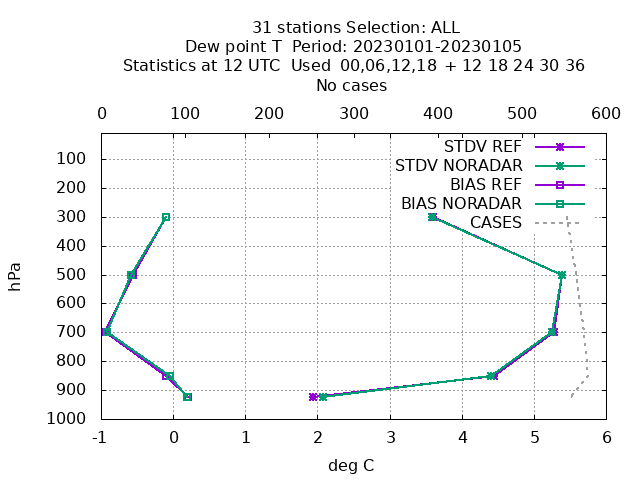 31 stations Selection: ALL
Dew point T  Period: 20230101-20230105
Statistics at 12 UTC  Used  00,06,12,18  + 12 18 24 30 36
No cases
0 100 200 300 400 500 600
STDV REF
STDV NORADAR
BIAS REF
BIAS NORADAR
CASES
hPa
100
200
300
400
500
600
700
800
900
1000
-1 0 1 2 3 4 5 6
deg C